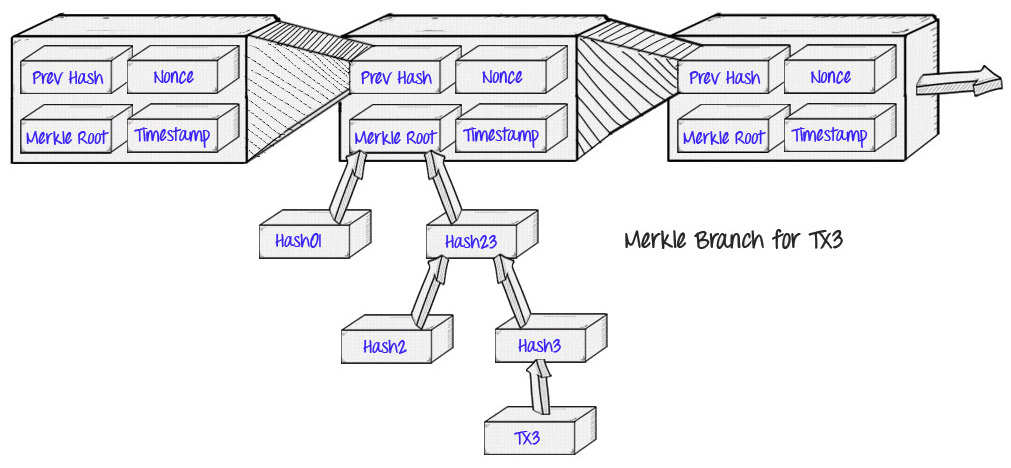 Prev Hash Nonce Prev Hash Nonce Prev Hash Nonce
Merkle Root Timestamp Merkle Root Timestamp Merkle Root Timestamp
Hash01 Hash23 Merkle Branch for TX3
Hash2 Hash3
TX3